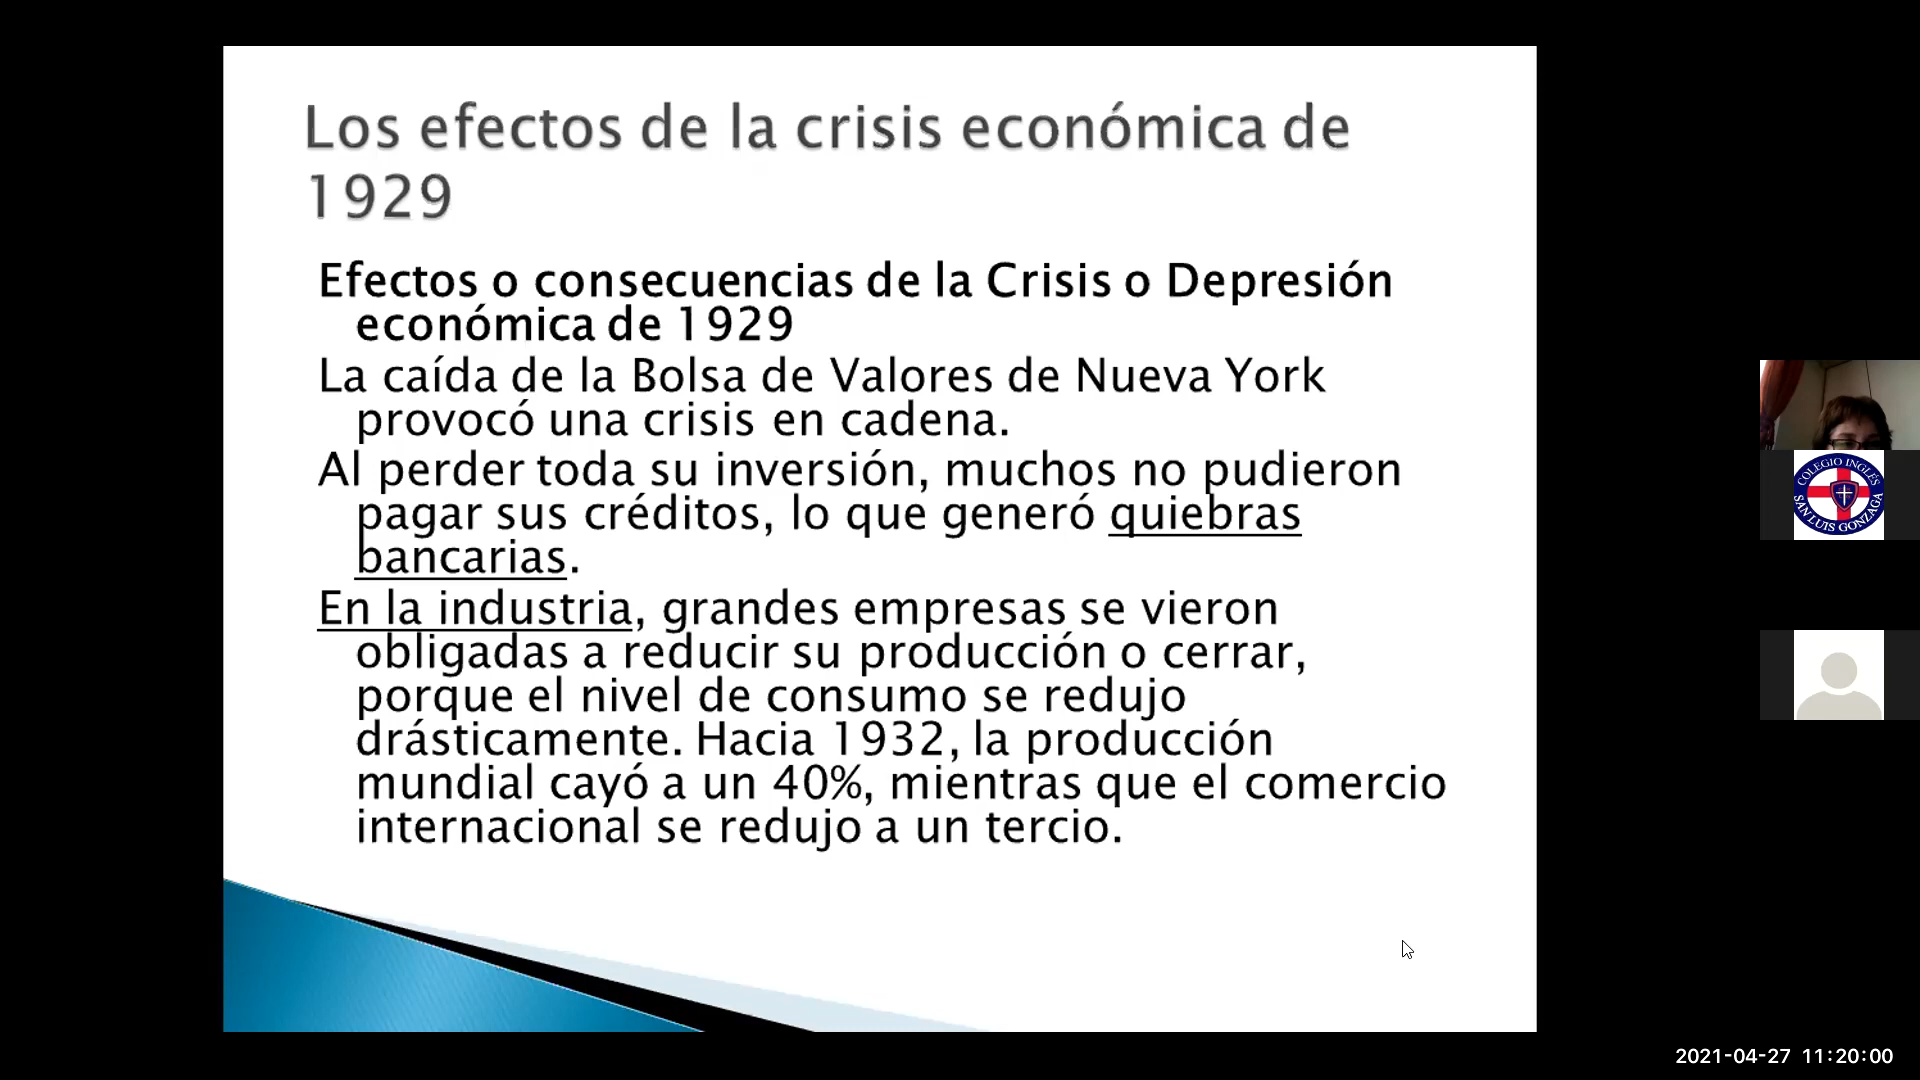 Los efectos de la crisis económica de
1929
Efectos o consecuencias de la Crisis o Depresión
económica de 1929
La caída de la Bolsa de Valores de Nueva York
provocó una crisis en cadena.
Al perder toda su inversión, muchos no pudieron
pagar sus créditos, lo que generó quiebras
bancarias.
En la industria, grandes empresas se vieron
obligadas a reducir su producción o cerrar,
porque el nivel de consumo se redujo
drásticamente. Hacia 1932, la producción
mundial cayó a un 40%, mientras que el comercio
internacional se redujo a un tercio.
COLEGIO INGLÉS
SAN LUIS GONZAGA
2021-04-27 11:20:00